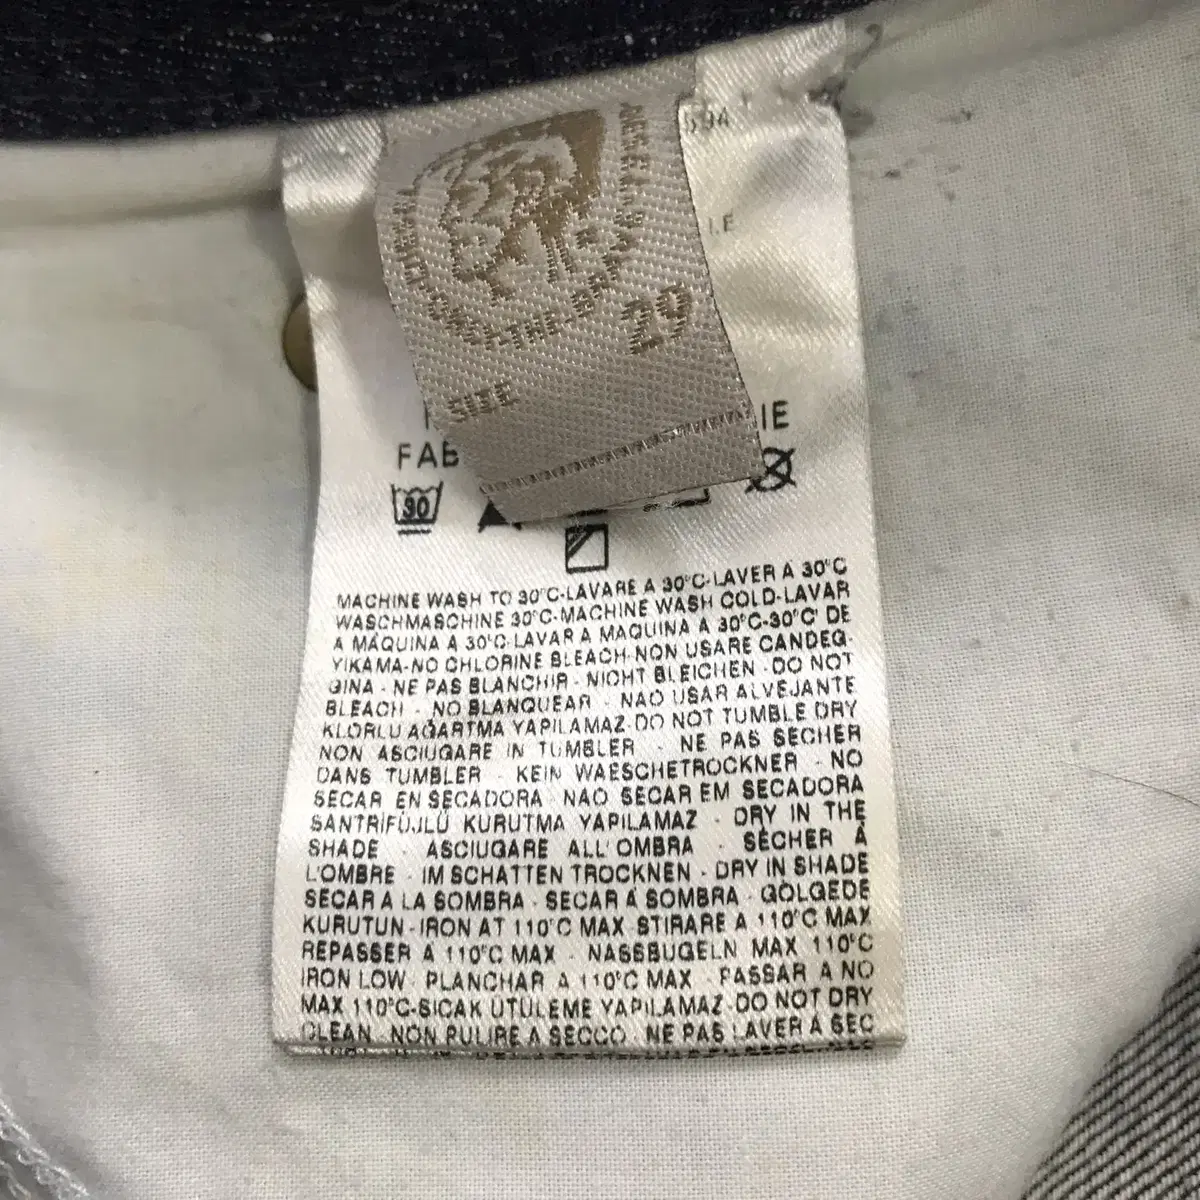 594
I.E
29
SIZE
IE
FAB
30
MACHINE WASH TO 30°C-LAVARE A 30°C-LAVER A 30°C
WASCHMASCHINE 30°C-MACHINE WASH COLD-LAVAR
A MÁQUINA A 30°C-LAVAR A MAQUINA A 30°C-30°C' DE
YIKAMA-NO CHLORINE BLEACH-NON USARE CANDEG-
GINA - NE PAS BLANCHIR - NICHT BLEICHEN - DO NOT
BLEACH - NO BLANQUEAR - NAO USAR ALVEJANTE
KLORLU AĞARTMA YAPILAMAZ-DO NOT TUMBLE DRY
NON ASCIUGARE IN TUMBLER - NE PAS SECHER
DANS TUMBLER - KEIN WAESCHETROCKNER - NO
SECAR EN SECADORA - NAO SECAR EM SECADORA
SANTRİFÜJLÜ KURUTMA YAPILAMAZ - DRY IN THE
SHADE - ASCIUGARE ALL'OMBRA - SÉCHER À
L'OMBRE - IM SCHATTEN TROCKNEN - DRY IN SHADE
SECAR A LA SOMBRA - SECAR Á SOMBRA - GÖLGEDE
KURUTUN-IRON AT 110°C MAX-STIRARE A 110°C MAX
REPASSER A 110°C MAX - NASSBUGELN MAX 110°C
IRON LOW - PLANCHAR A 110°C MAX - PASSAR A NO
MAX 110°C-SICAK UTULEME YAPILAMAZ-DO NOT DRY
CLEAN - NON PULIRE A SECCO - NE PAS LAVER A SEC